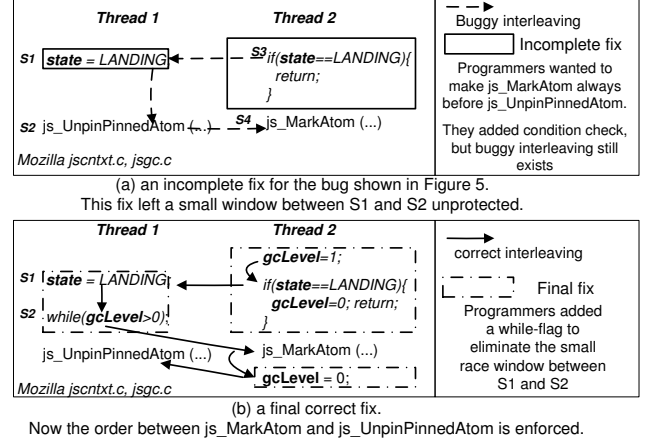 Thread 1
Thread 2
S1 state = LANDING
S3 if(state==LANDING){
return;
}
S2 js_UnpinPinnedAtom (...)
S4 js_MarkAtom (...)
Mozilla jscntxt.c, jsgc.c
Buggy interleaving
Incomplete fix
Programmers wanted to
make js_MarkAtom always
before js_UnpinPinnedAtom.
They added condition check,
but buggy interleaving still
exists
(a) an incomplete fix for the bug shown in Figure 5.
This fix left a small window between S1 and S2 unprotected.
Thread 1
Thread 2
gcLevel=1;
S1 state = LANDING;
if(state==LANDING){
gcLevel=0; return;
}
S2 while(gcLevel>0);
js_UnpinPinnedAtom (...)
js_MarkAtom (...)
gcLevel = 0;
Mozilla jscntxt.c, jsgc.c
correct interleaving
Final fix
Programmers added
a while-flag to
eliminate the small
race window between
S1 and S2
(b) a final correct fix.
Now the order between js_MarkAtom and js_UnpinPinnedAtom is enforced.